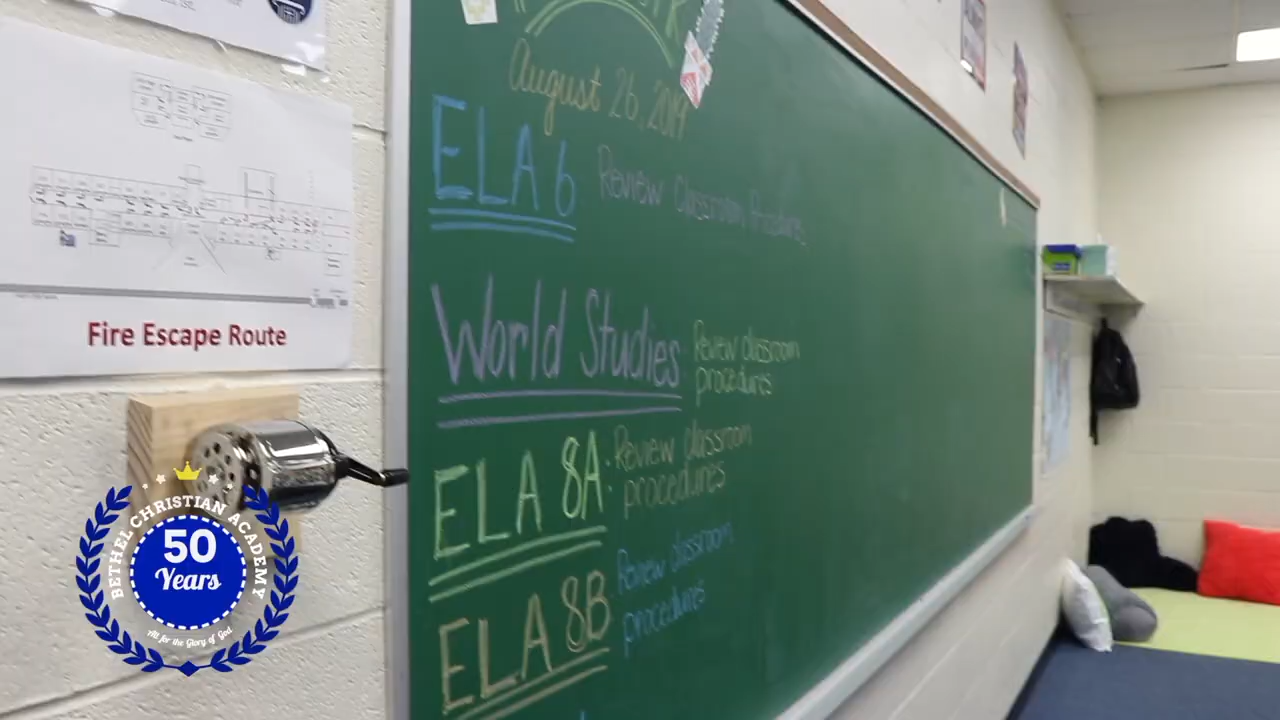 August 26, 2019
ELA 6 Review Classroom Procedures
World Studies Review classroom
procedures
ELA 8A: Review classroom
procedures
ELA 8B Review classroom
procedures
Fire Escape Route
BETHEL CHRISTIAN ACADEMY
50
Years
All for the Glory of God